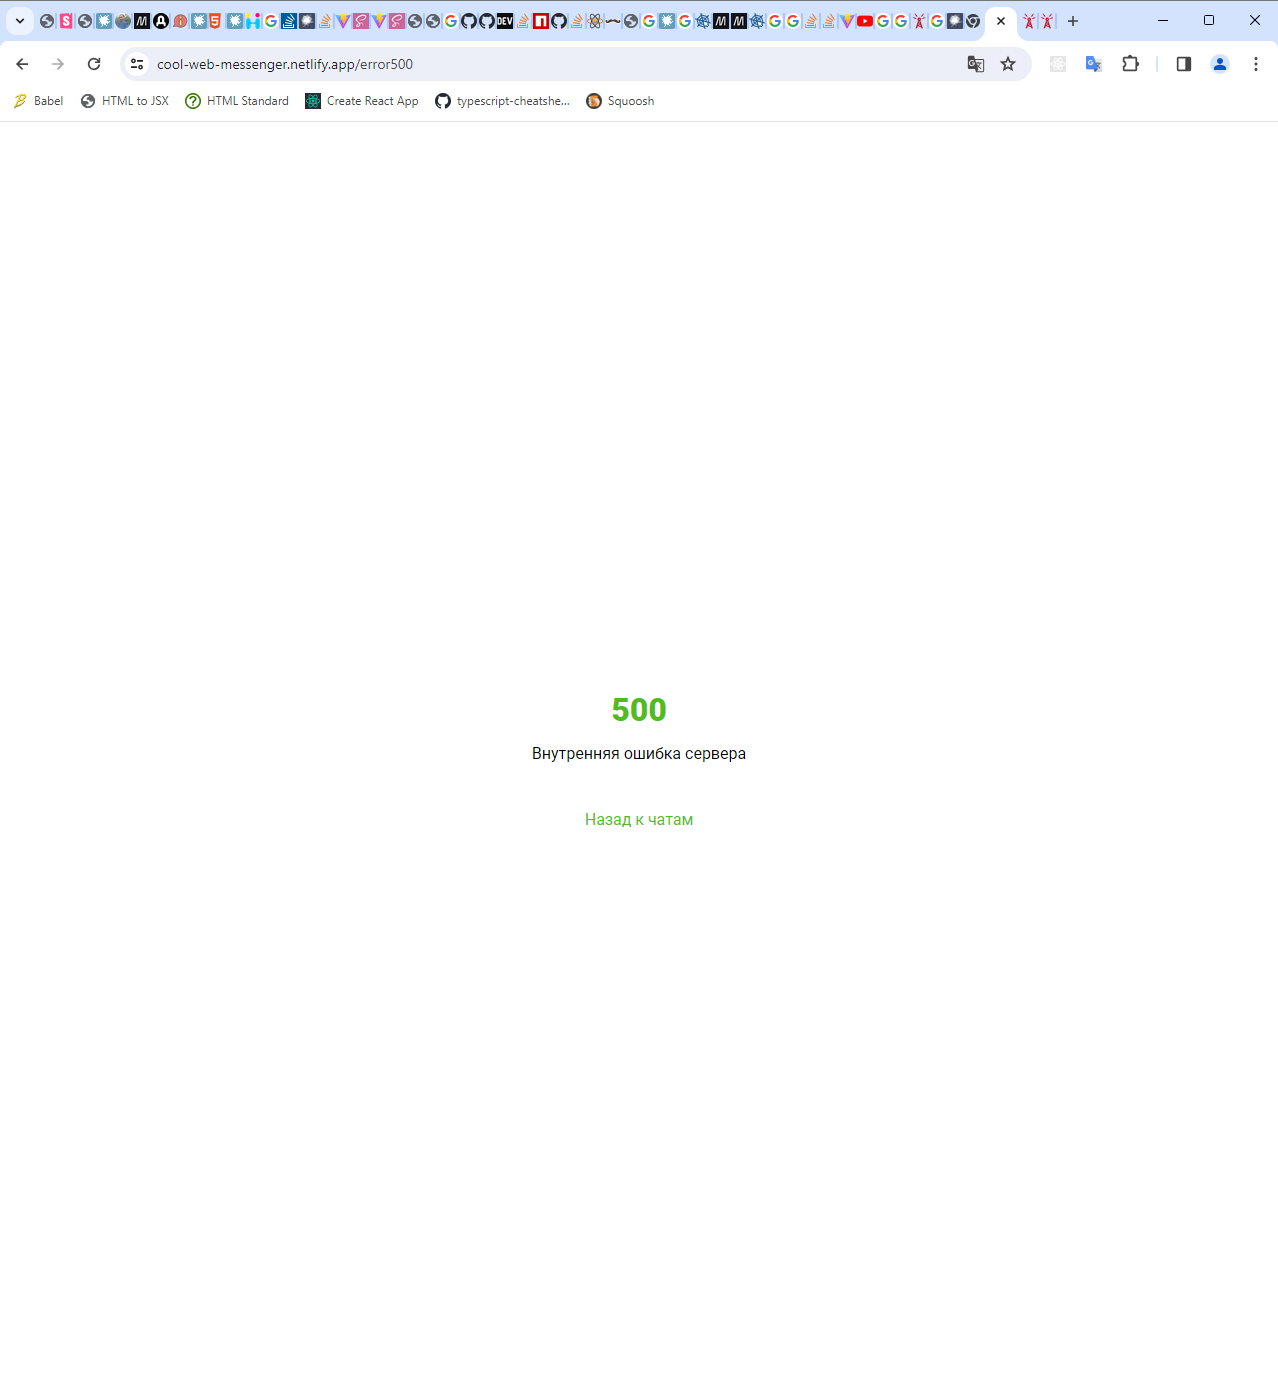 cool-web-messenger.netlify.app/error500
Babel
HTML to JSX
HTML Standard
Create React App
typescript-cheatshe...
Squoosh
500
Внутренняя ошибка сервера
Назад к чатам